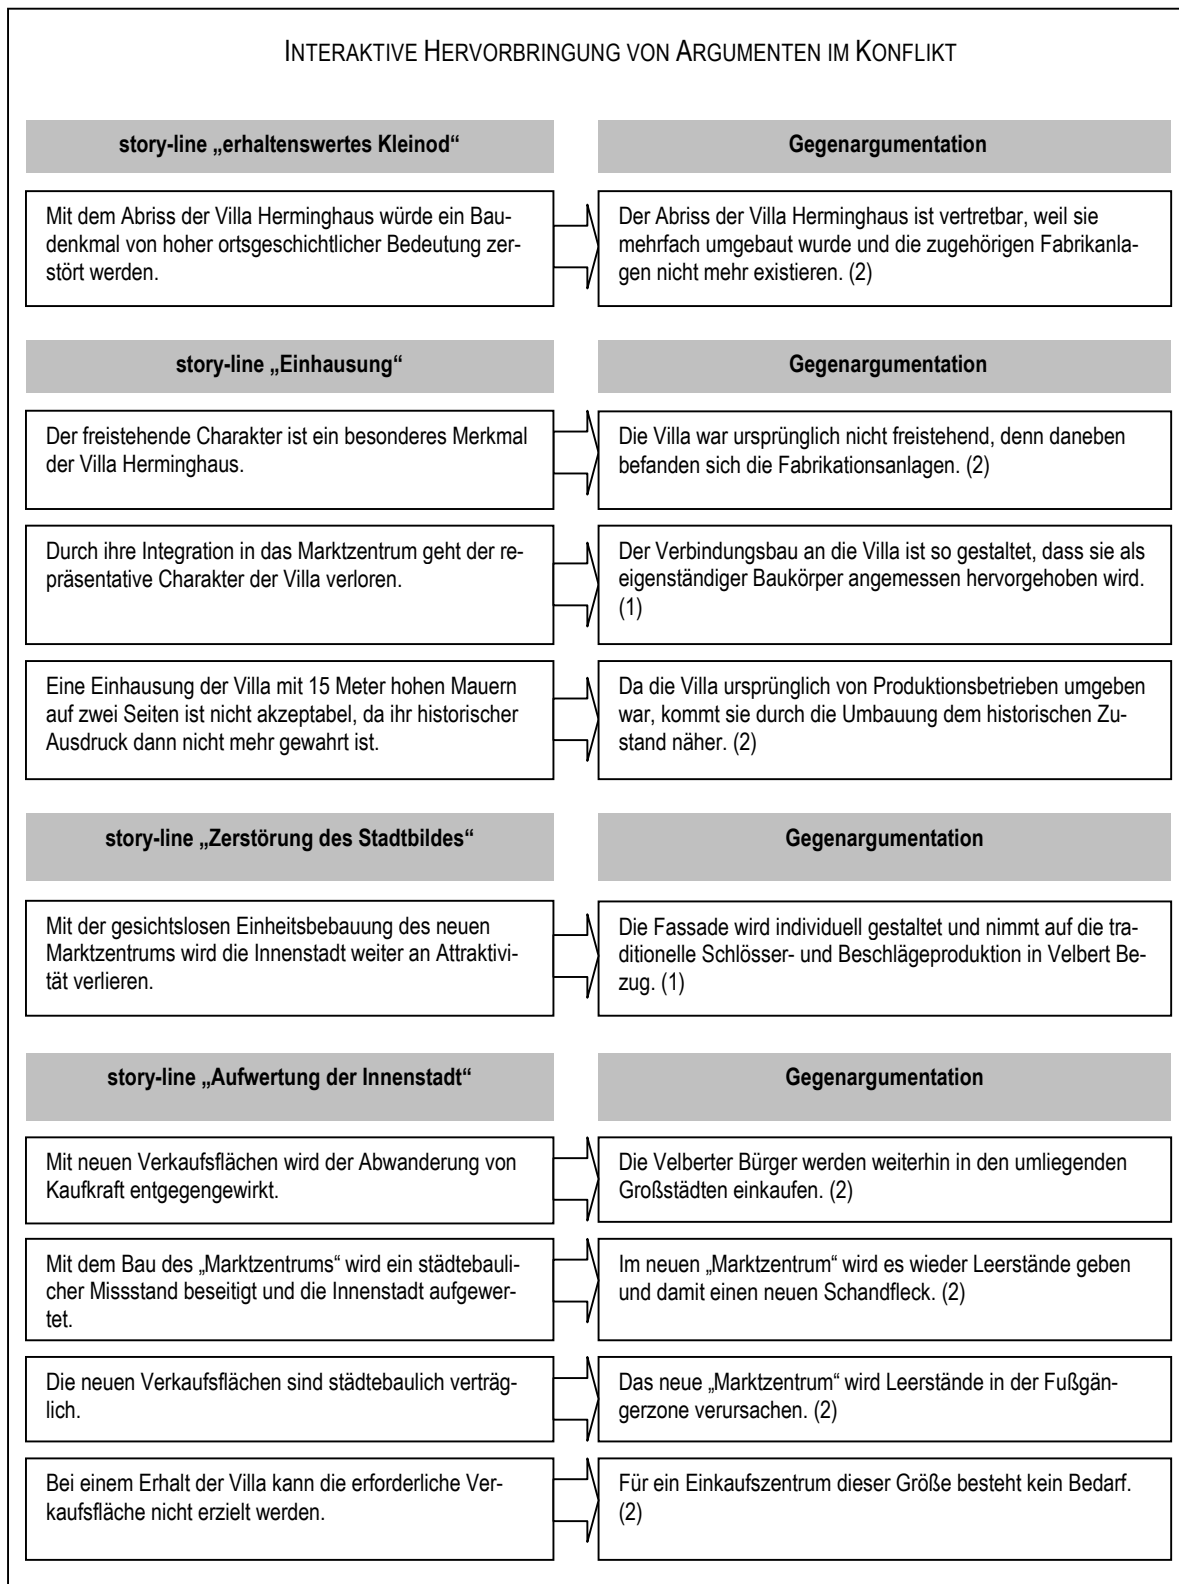 INTERAKTIVE HERVORBRINGUNG VON ARGUMENTEN IM KONFLIKT
story-line „erhaltenswertes Kleinod“
Gegenargumentation
Mit dem Abriss der Villa Herminghaus würde ein Bau-
denkmal von hoher ortsgeschichtlicher Bedeutung zer-
stört werden.
Der Abriss der Villa Herminghaus ist vertretbar, weil sie
mehrfach umgebaut wurde und die zugehörigen Fabrikanla-
gen nicht mehr existieren. (2)
story-line „Einhausung“
Gegenargumentation
Der freistehende Charakter ist ein besonderes Merkmal
der Villa Herminghaus.
Die Villa war ursprünglich nicht freistehend, denn daneben
befanden sich die Fabrikationsanlagen. (2)
Durch ihre Integration in das Marktzentrum geht der re-
präsentative Charakter der Villa verloren.
Der Verbindungsbau an die Villa ist so gestaltet, dass sie als
eigenständiger Baukörper angemessen hervorgehoben wird.
(1)
Eine Einhausung der Villa mit 15 Meter hohen Mauern
auf zwei Seiten ist nicht akzeptabel, da ihr historischer
Ausdruck dann nicht mehr gewahrt ist.
Da die Villa ursprünglich von Produktionsbetrieben umgeben
war, kommt sie durch die Umbauung dem historischen Zu-
stand näher. (2)
story-line „Zerstörung des Stadtbildes“
Gegenargumentation
Mit der gesichtslosen Einheitsbebauung des neuen
Marktzentrums wird die Innenstadt weiter an Attraktivi-
tät verlieren.
Die Fassade wird individuell gestaltet und nimmt auf die tra-
ditionelle Schlösser- und Beschlägeproduktion in Velbert Be-
zug. (1)
story-line „Aufwertung der Innenstadt“
Gegenargumentation
Mit neuen Verkaufsflächen wird der Abwanderung von
Kaufkraft entgegengewirkt.
Die Velberter Bürger werden weiterhin in den umliegenden
Großstädten einkaufen. (2)
Mit dem Bau des „Marktzentrums“ wird ein städtebauli-
cher Missstand beseitigt und die Innenstadt aufgewer-
tet.
Im neuen „Marktzentrum“ wird es wieder Leerstände geben
und damit einen neuen Schandfleck. (2)
Die neuen Verkaufsflächen sind städtebaulich verträg-
lich.
Das neue „Marktzentrum“ wird Leerstände in der Fußgän-
gerzone verursachen. (2)
Bei einem Erhalt der Villa kann die erforderliche Ver-
kaufsfläche nicht erzielt werden.
Für ein Einkaufszentrum dieser Größe besteht kein Bedarf.
(2)